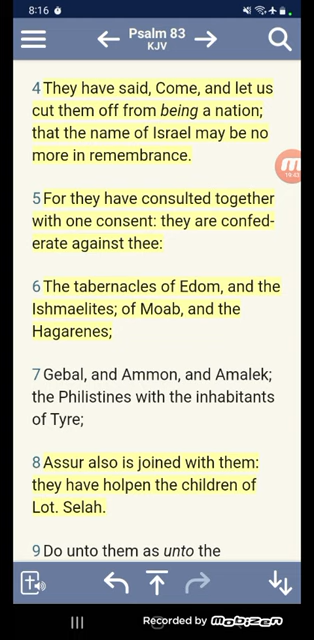 8:16
Psalm 83
KJV
4 They have said, Come, and let us
cut them off from being a nation;
that the name of Israel may be no
more in remembrance.
5 For they have consulted together
with one consent: they are confed-
erate against thee:
6 The tabernacles of Edom, and the
Ishmaelites; of Moab, and the
Hagarenes;
7 Gebal, and Ammon, and Amalek;
the Philistines with the inhabitants
of Tyre;
8 Assur also is joined with them:
they have holpen the children of
Lot. Selah.
9 Do unto them as unto the
Recorded by Mobizen